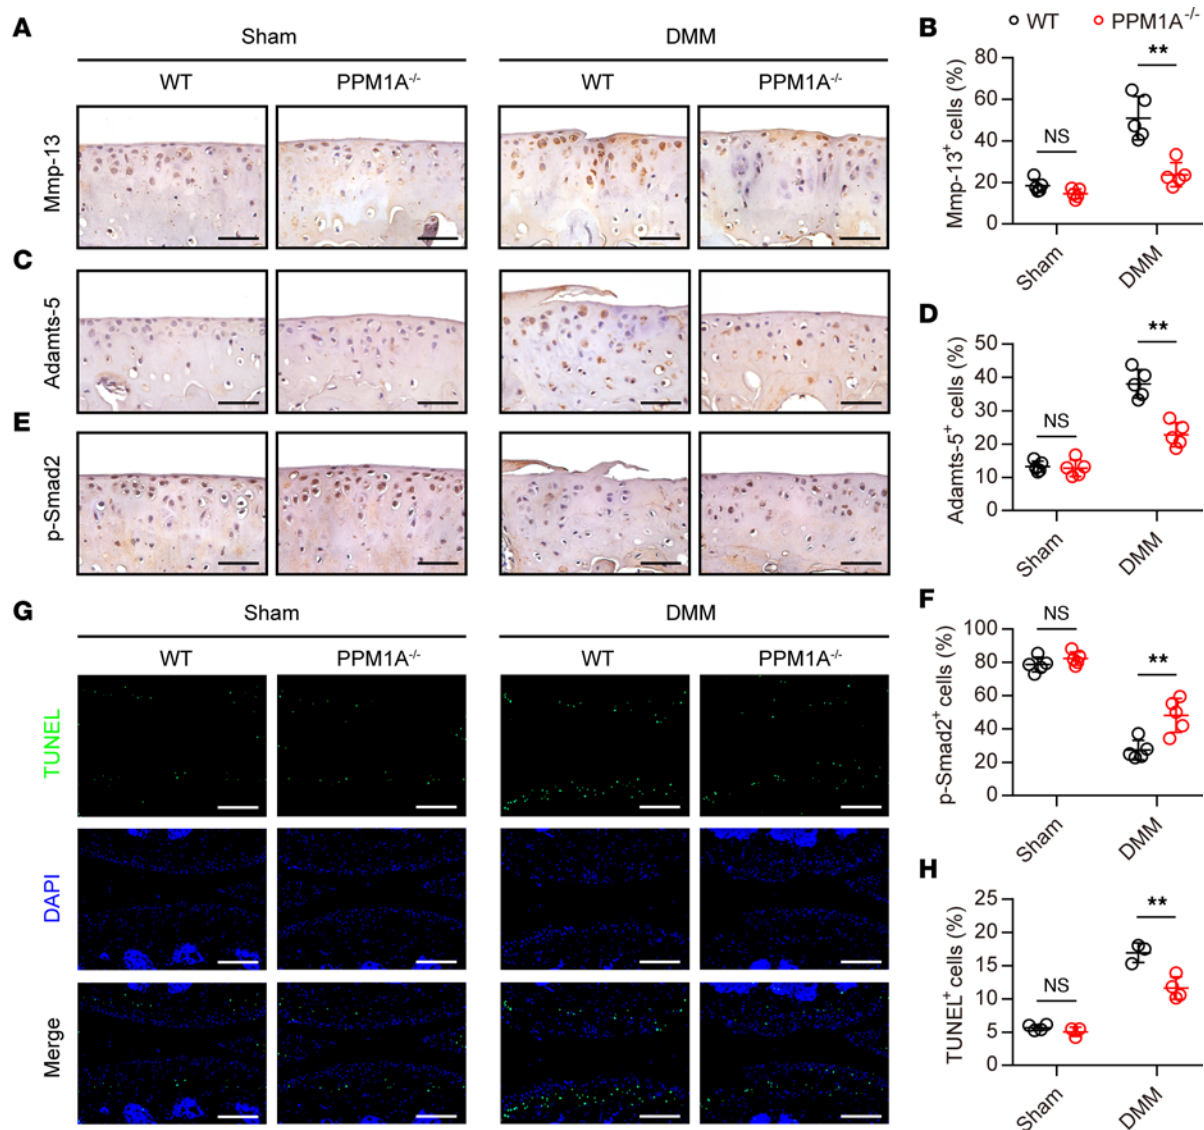 A
Sham
DMM
WT
PPM1A-/-
WT
PPM1A-/-
Mmp-13
C
Adamts-5
E
p-Smad2
B
WT
PPM1A-/-
Mmp-13+ cells (%)
80
60
40
20
0
NS
**
Sham
DMM
D
Adamts-5+ cells (%)
50
40
30
20
10
0
NS
**
Sham
DMM
F
p-Smad2+ cells (%)
100
80
60
40
20
0
NS
**
Sham
DMM
G
Sham
DMM
WT
PPM1A-/-
WT
PPM1A-/-
TUNEL
DAPI
Merge
H
TUNEL+ cells (%)
25
20
15
10
5
0
NS
**
Sham
DMM